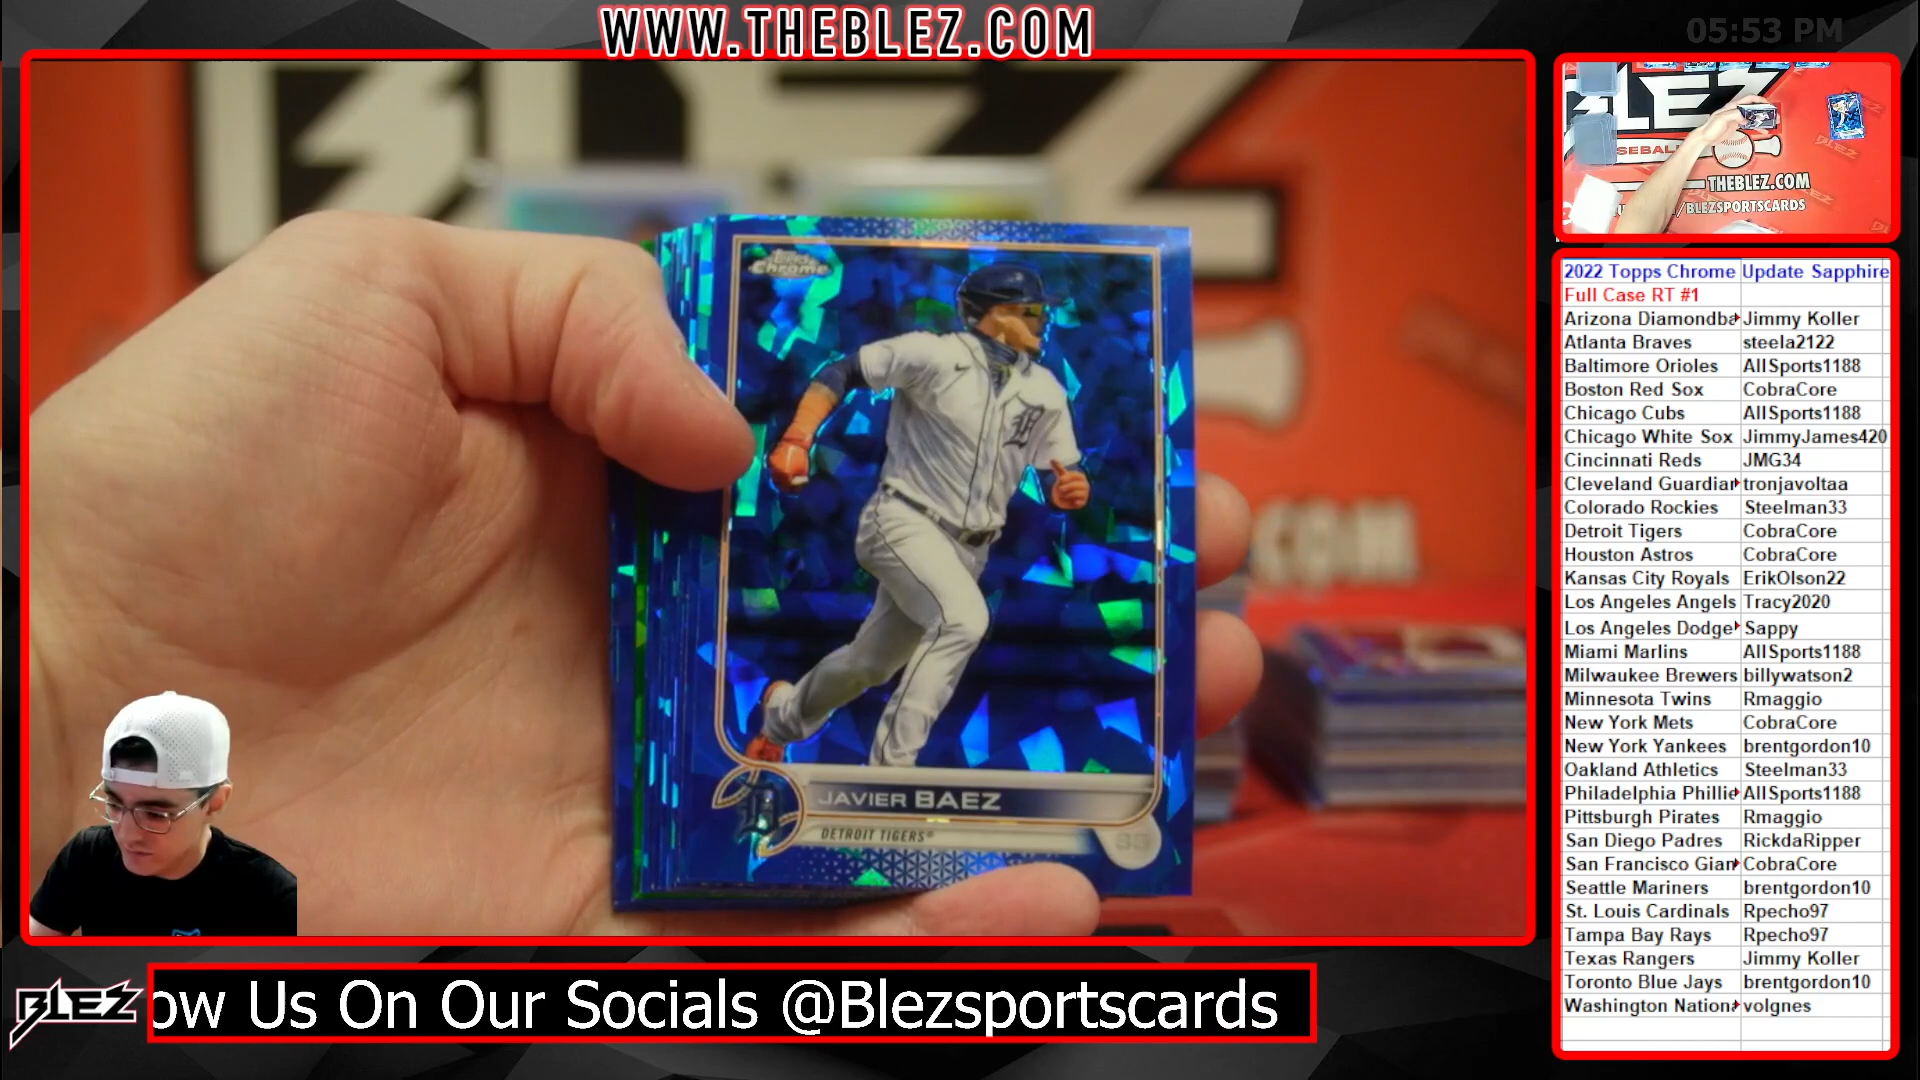 WWW.THEBLEZ.COM
05:53 PM
BLEZ
THEBLEZ.COM
/BLEZSPORTSCARDS
Topps Chrome
JAVIER BAEZ
DETROIT TIGERS®
2022 Topps Chrome Update Sapphire
Full Case RT #1
Arizona Diamondba Jimmy Koller
Atlanta Braves steela2122
Baltimore Orioles AllSports1188
Boston Red Sox CobraCore
Chicago Cubs AllSports1188
Chicago White Sox JimmyJames420
Cincinnati Reds JMG34
Cleveland Guardian tronjavoltaa
Colorado Rockies Steelman33
Detroit Tigers CobraCore
Houston Astros CobraCore
Kansas City Royals ErikOlson22
Los Angeles Angels Tracy2020
Los Angeles Dodge Sappy
Miami Marlins AllSports1188
Milwaukee Brewers billywatson2
Minnesota Twins Rmaggio
New York Mets CobraCore
New York Yankees brentgordon10
Oakland Athletics Steelman33
Philadelphia Phillie AllSports1188
Pittsburgh Pirates Rmaggio
San Diego Padres RickdaRipper
San Francisco Gian CobraCore
Seattle Mariners brentgordon10
St. Louis Cardinals Rpecho97
Tampa Bay Rays Rpecho97
Texas Rangers Jimmy Koller
Toronto Blue Jays brentgordon10
Washington Nationa volgnes
BLEZ
ow Us On Our Socials @Blezsportscards